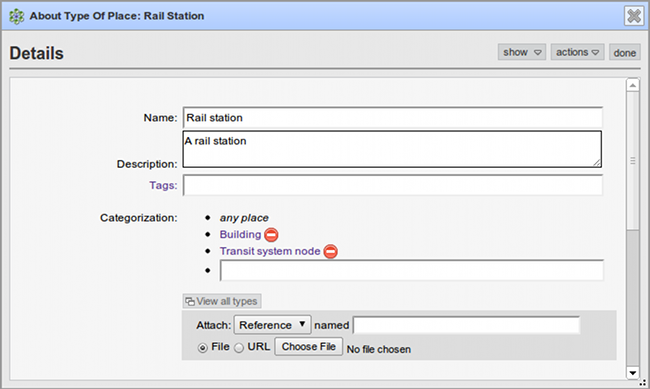 About Type Of Place: Rail Station
Details
show
actions
done
Name:
Rail station
Description:
A rail station
Tags:
Categorization:
any place
Building
Transit system node
View all types
Attach: Reference named
File URL Choose File No file chosen